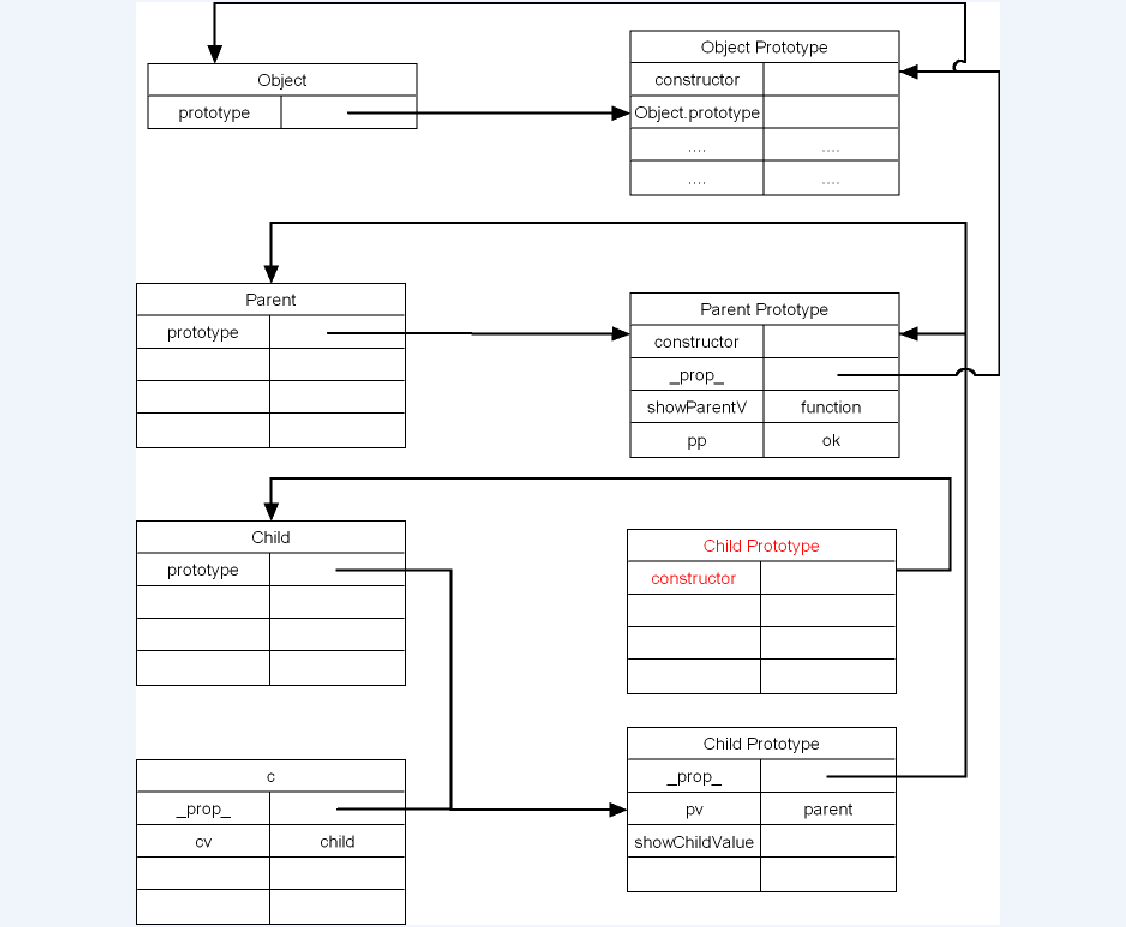 Object Prototype
Object
constructor
prototype
Object.prototype
.... ....
.... ....
Parent
Parent Prototype
prototype
constructor
_prop_
showParentV function
pp ok
Child
Child Prototype
prototype
constructor
Child Prototype
c
_prop_
_prop_
pv parent
cv child
showChildValue